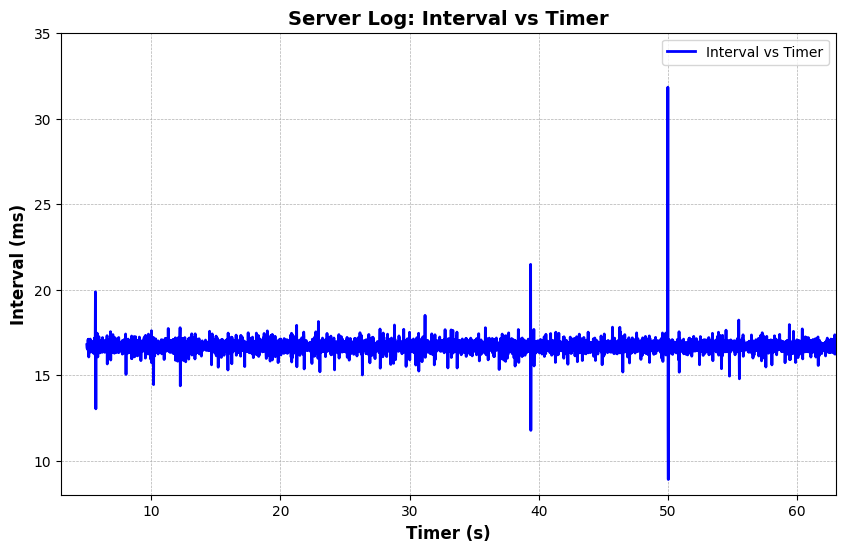 Server Log: Interval vs Timer
Interval vs Timer
35
30
25
20
15
10
Interval (ms)
10 20 30 40 50 60
Timer (s)